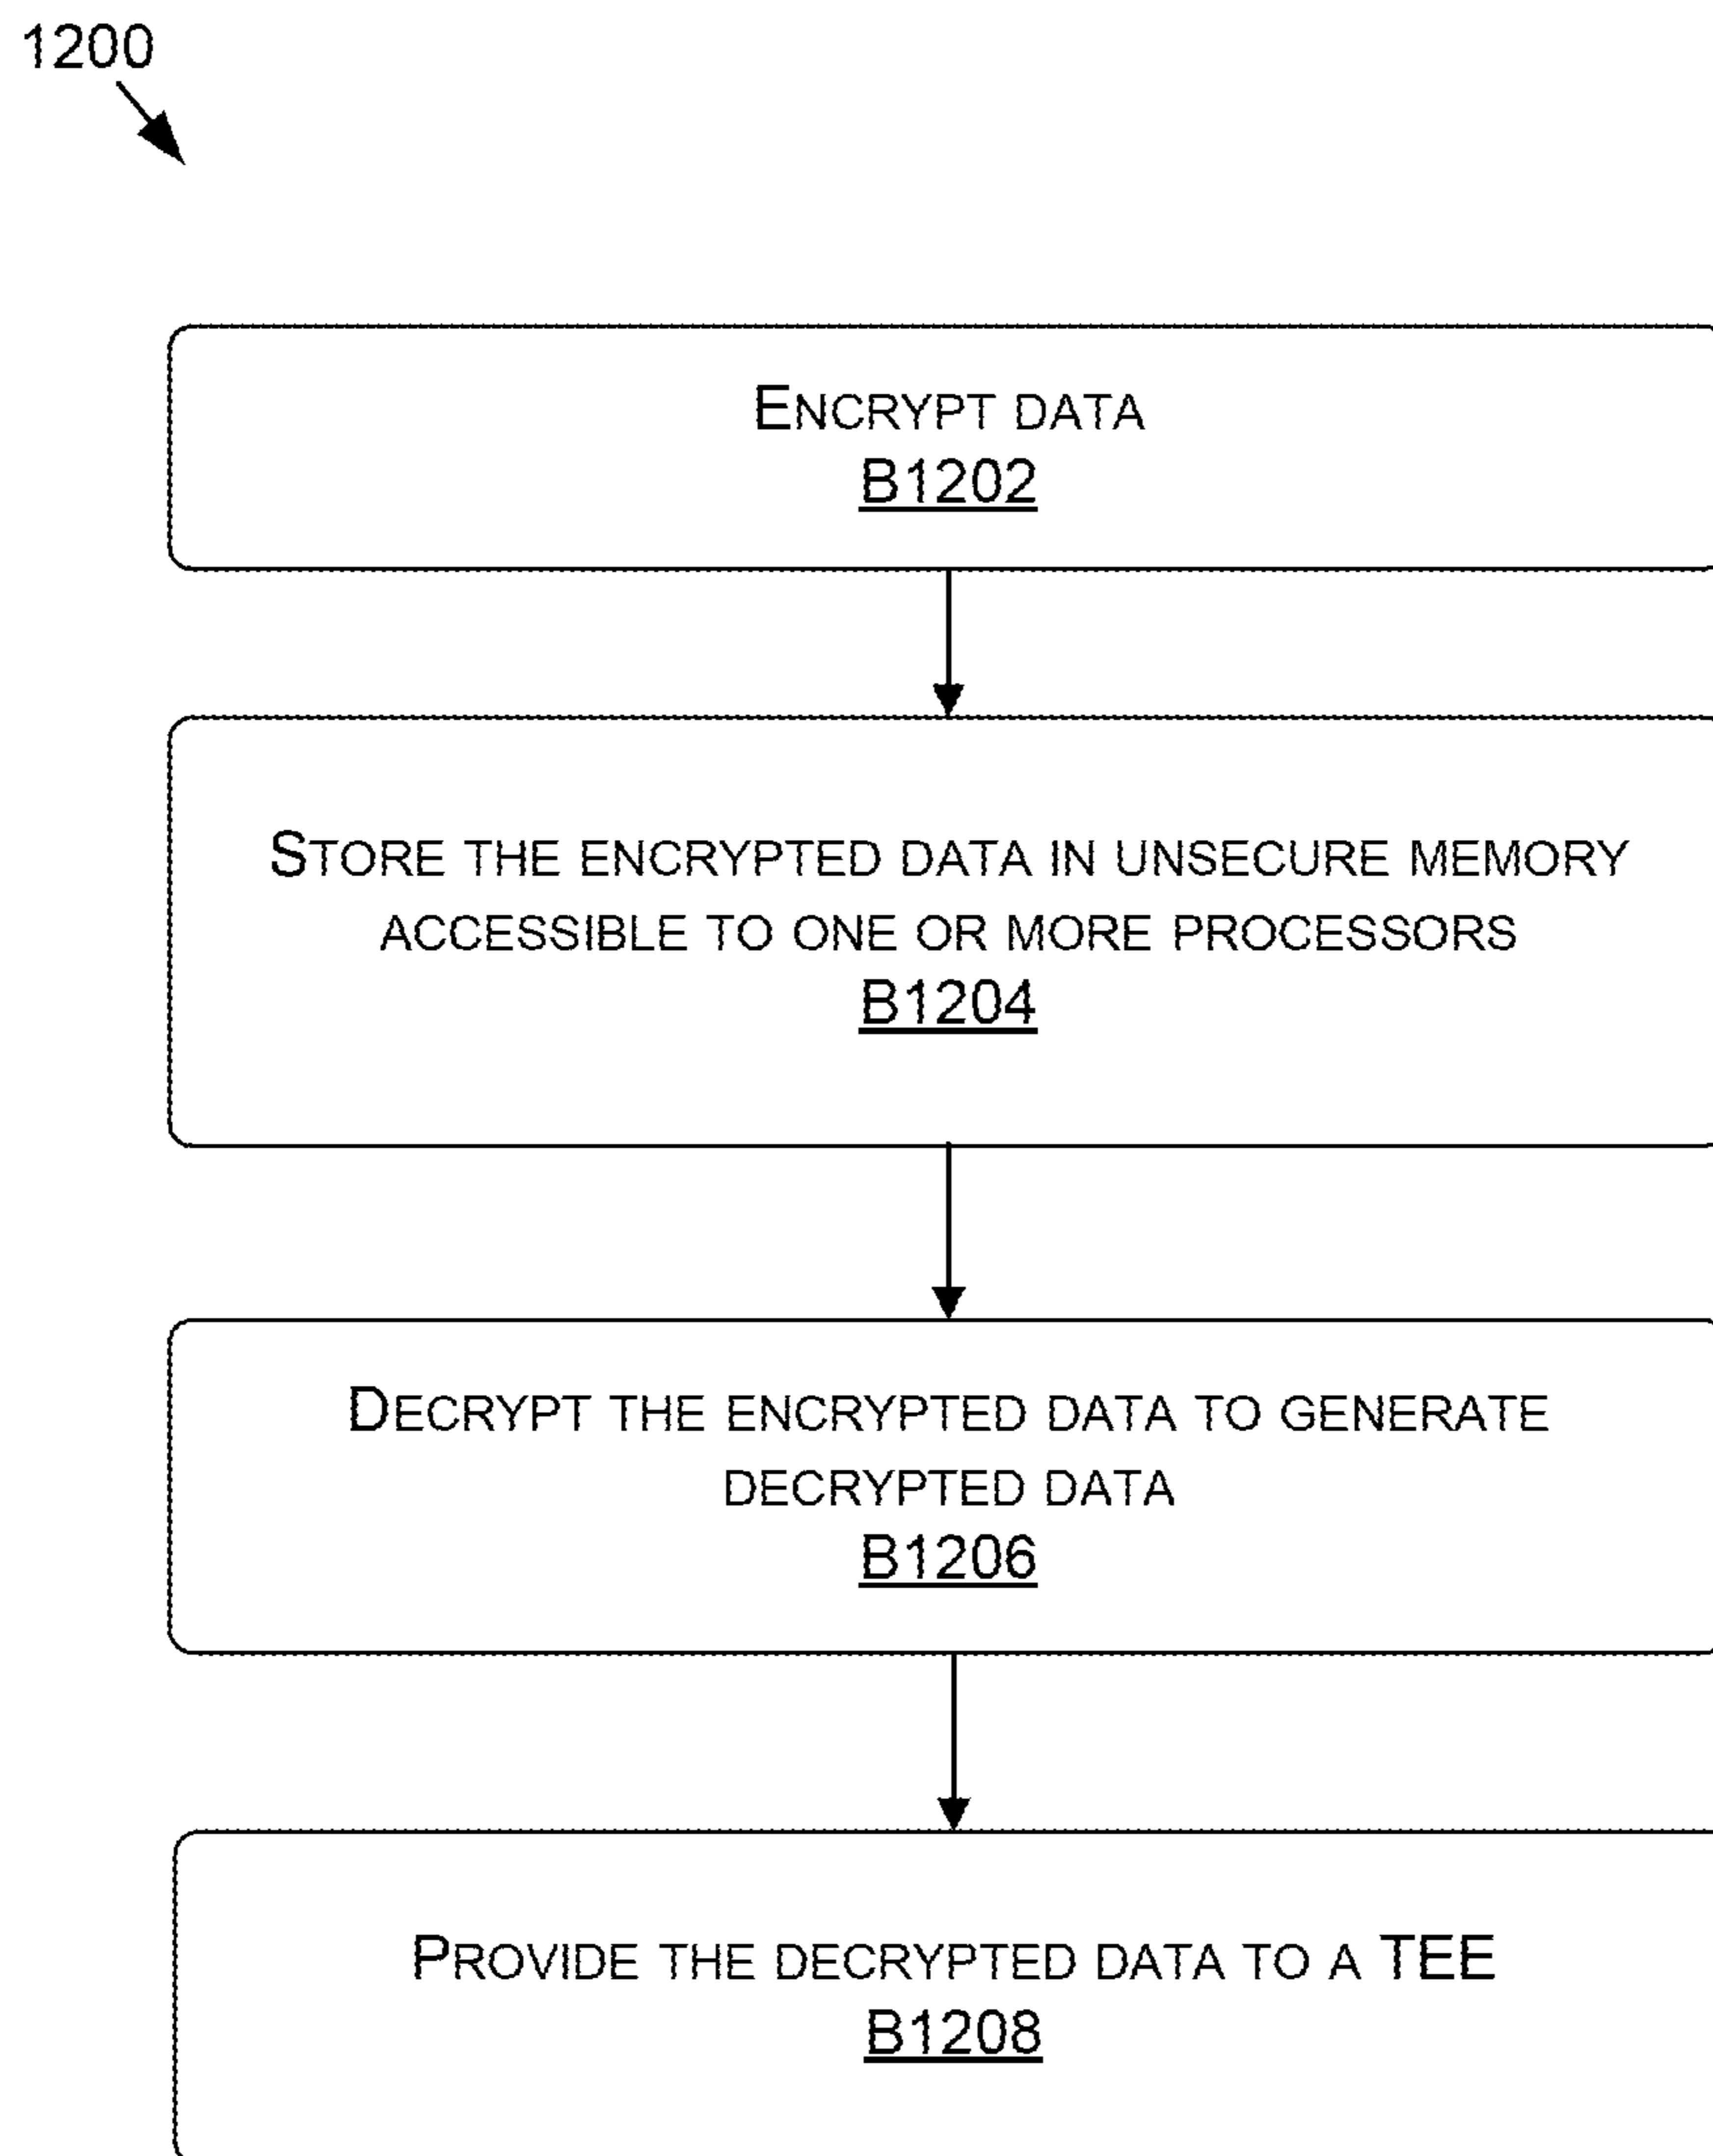 1200
ENCRYPT DATA
B1202
STORE THE ENCRYPTED DATA IN UNSECURE MEMORY
ACCESSIBLE TO ONE OR MORE PROCESSORS
B1204
DECRYPT THE ENCRYPTED DATA TO GENERATE
DECRYPTED DATA
B1206
PROVIDE THE DECRYPTED DATA TO A TEE
B1208